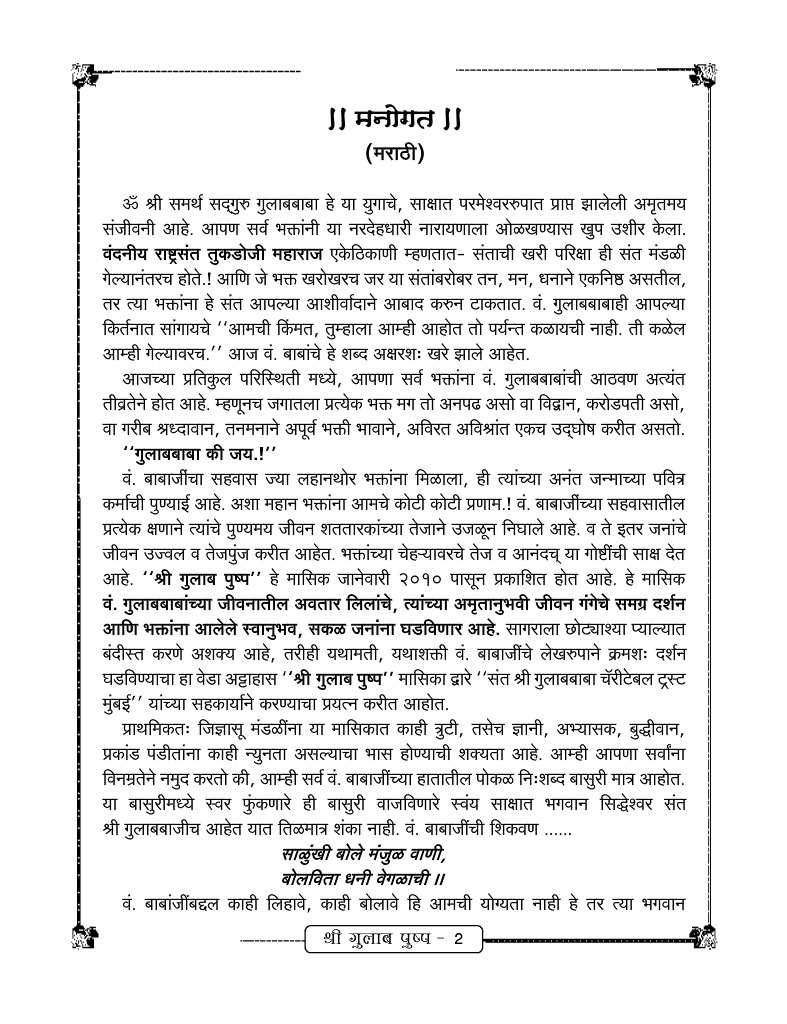 || मनोगत ||
(मराठी)
ॐ श्री समर्थ सद्‌गुरु गुलाबबाबा हे या युगाचे, साक्षात परमेश्वररुपात प्राप्त झालेली अमृतमय
संजीवनी आहे. आपण सर्व भक्तांनी या नरदेहधारी नारायणाला ओळखण्यास खुप उशीर केला.
वंदनीय राष्ट्रसंत तुकडोजी महाराज एकेठिकाणी म्हणतात- संताची खरी परिक्षा ही संत मंडळी
गेल्यानंतरच होते.! आणि जे भक्त खरोखरच जर या संतांबरोबर तन, मन, धनाने एकनिष्ठ असतील,
तर त्या भक्तांना हे संत आपल्या आशीर्वादाने आबाद करुन टाकतात. वं. गुलाबबाबाही आपल्या
किर्तनात सांगायचे ‘‘आमची किंमत, तुम्हाला आम्ही आहोत तो पर्यन्त कळायची नाही. ती कळेल
आम्ही गेल्यावरच.’’ आज वं. बाबांचे हे शब्द अक्षरशः खरे झाले आहेत.
आजच्या प्रतिकुल परिस्थिती मध्ये, आपणा सर्व भक्तांना वं. गुलाबबाबांची आठवण अत्यंत
तीव्रतेने होत आहे. म्हणूनच जगातला प्रत्येक भक्त मग तो अनपढ असो वा विद्वान, करोडपती असो,
वा गरीब श्रध्दावान, तनमनाने अपूर्व भक्ती भावाने, अविरत अविश्रांत एकच उद्‌घोष करीत असतो.
‘‘गुलाबबाबा की जय.!’’
वं. बाबाजींचा सहवास ज्या लहानथोर भक्तांना मिळाला, ही त्यांच्या अनंत जन्माच्या पवित्र
कर्माची पुण्याई आहे. अशा महान भक्तांना आमचे कोटी कोटी प्रणाम.! वं. बाबाजींच्या सहवासातील
प्रत्येक क्षणाने त्यांचे पुण्यमय जीवन शततारकांच्या तेजाने उजळून निघाले आहे. व ते इतर जनांचे
जीवन उज्वल व तेजपुंज करीत आहेत. भक्तांच्या चेहऱ्यावरचे तेज व आनंदच् या गोष्टींची साक्ष देत
आहे. ‘‘श्री गुलाब पुष्प’’ हे मासिक जानेवारी २०१० पासून प्रकाशित होत आहे. हे मासिक
वं. गुलाबबाबांच्या जीवनातील अवतार लिलांचे, त्यांच्या अमृतानुभवी जीवन गंगेचे समग्र दर्शन
आणि भक्तांना आलेले स्वानुभव, सकळ जनांना घडविणार आहे. सागराला छोट्याश्या प्याल्यात
बंदीस्त करणे अशक्य आहे, तरीही यथामती, यथाशक्ती वं. बाबाजींचे लेखरुपाने क्रमशः दर्शन
घडविण्याचा हा वेडा अट्टाहास ‘‘श्री गुलाब पुष्प’’ मासिका द्वारे ‘‘संत श्री गुलाबबाबा चॅरीटेबल ट्रस्ट
मुंबई’’ यांच्या सहकार्याने करण्याचा प्रयत्न करीत आहोत.
प्राथमिकतः जिज्ञासू मंडळींना या मासिकात काही त्रुटी, तसेच ज्ञानी, अभ्यासक, बुद्धीवान,
प्रकांड पंडीतांना काही न्युनता असल्याचा भास होण्याची शक्यता आहे. आम्ही आपणा सर्वांना
विनम्रतेने नमुद करतो की, आम्ही सर्व वं. बाबाजींच्या हातातील पोकळ निःशब्द बासुरी मात्र आहोत.
या बासुरीमध्ये स्वर फुंकणारे ही बासुरी वाजविणारे स्वंय साक्षात भगवान सिद्धेश्वर संत
श्री गुलाबबाजीच आहेत यात तिळमात्र शंका नाही. वं. बाबाजींची शिकवण ......
साळुंखी बोले मंजुळ वाणी,
बोलविता धनी वेगळाची ॥
वं. बाबांजींबद्दल काही लिहावे, काही बोलावे हि आमची योग्यता नाही हे तर त्या भगवान
श्री गुलाब पुष्प - 2